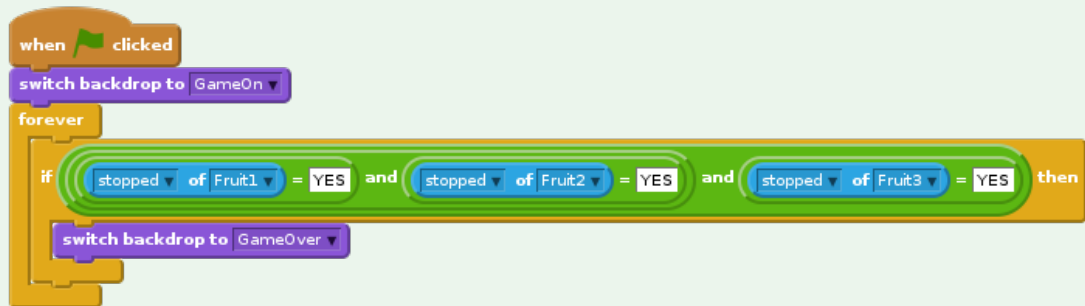 when clicked
switch backdrop to GameOn
forever
if stopped of Fruit1 = YES and stopped of Fruit2 = YES and stopped of Fruit3 = YES then
switch backdrop to GameOver